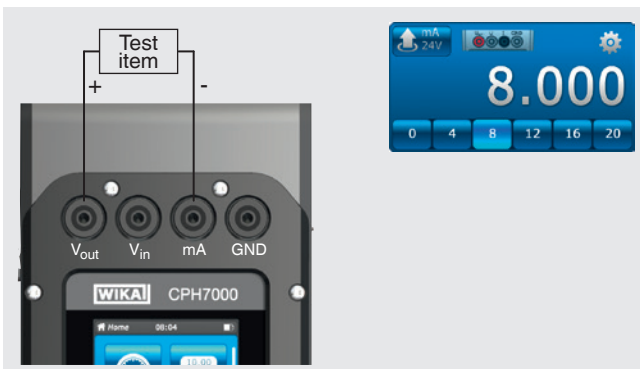 Test
item
+ -
Vout Vin mA GND
WIKAI CPH7000
Home 08:04
10.00
mA
24V
8.000
0 4 8 12 16 20